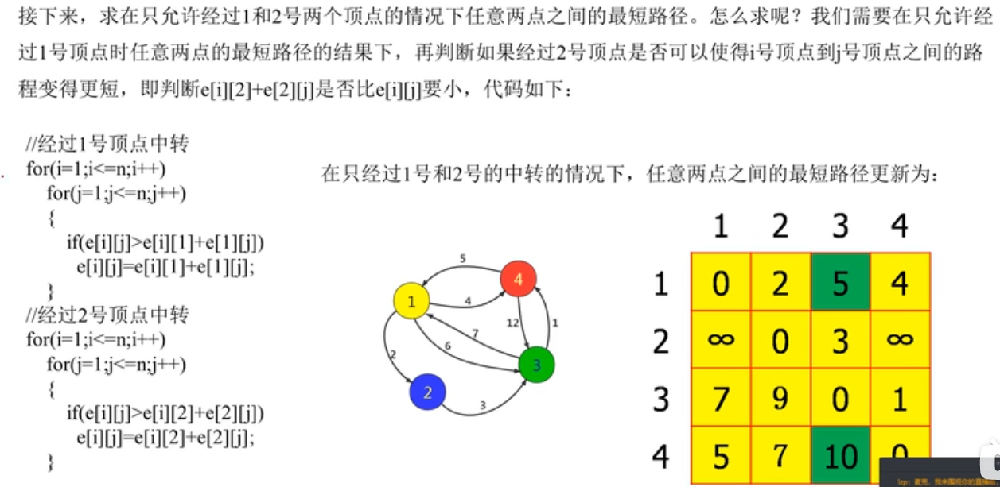 接下来，求在只允许经过1和2号两个顶点的情况下任意两点之间的最短路径。怎么求呢？我们需要在只允许经
过1号顶点时任意两点的最短路径的结果下，再判断如果经过2号顶点是否可以使得i号顶点到j号顶点之间的路
程变得更短，即判断e[i][2]+e[2][j]是否比e[i][j]要小，代码如下：
//经过1号顶点中转
for(i=1;i<=n;i++)
for(j=1;j<=n;j++)
{
if(e[i][j]>e[i][1]+e[1][j])
e[i][j]=e[i][1]+e[1][j];
}
//经过2号顶点中转
for(i=1;i<=n;i++)
for(j=1;j<=n;j++)
{
if(e[i][j]>e[i][2]+e[2][j])
e[i][j]=e[i][2]+e[2][j];
}
在只经过1号和2号的中转的情况下，任意两点之间的最短路径更新为：
5
4
1
4
12
1
7
6
2
3
2
3
1 2 3 4
1 0 2 5 4
2 ∞ 0 3 ∞
3 7 9 0 1
4 5 7 10 0